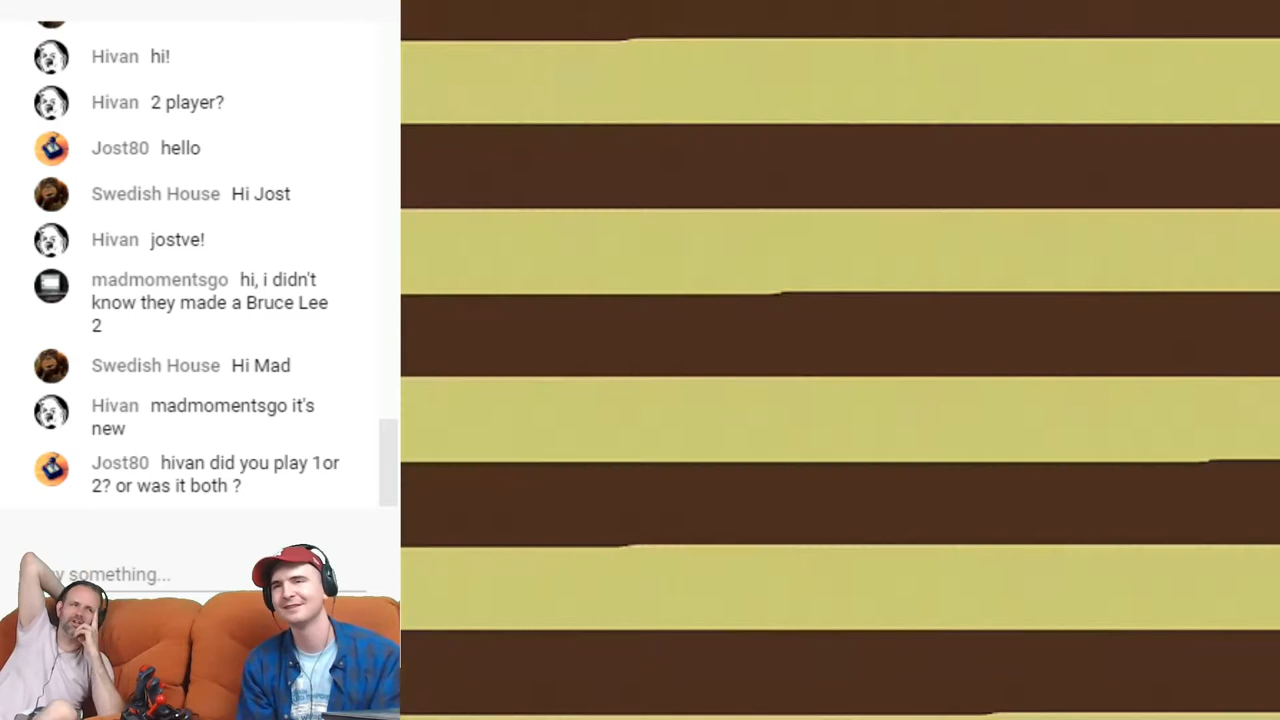 Hivan hi!
Hivan 2 player?
Jost80 hello
Swedish House Hi Jost
Hivan jostve!
madmomentsgo hi, i didn't
know they made a Bruce Lee
2
Swedish House Hi Mad
Hivan madmomentsgo it's
new
Jost80 hivan did you play 1or
2? or was it both ?
something...